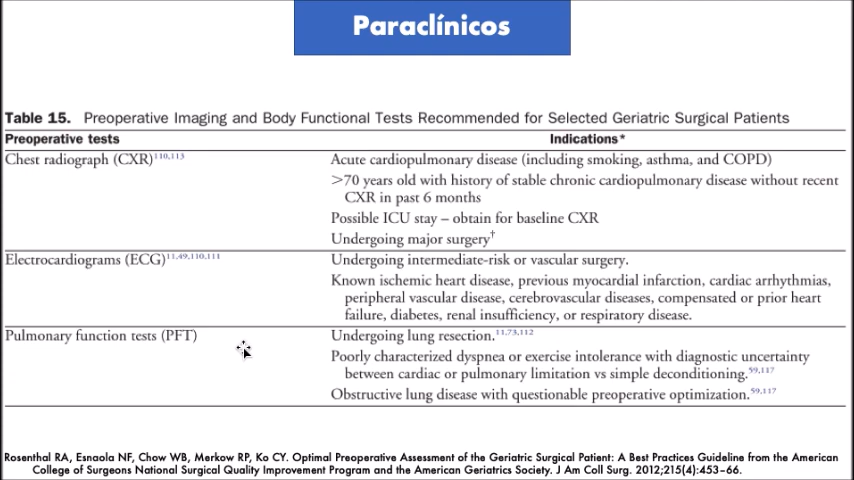 Paraclínicos
Table 15. Preoperative Imaging and Body Functional Tests Recommended for Selected Geriatric Surgical Patients
Preoperative tests Indications*
Chest radiograph (CXR)110,113 Acute cardiopulmonary disease (including smoking, asthma, and COPD)
>70 years old with history of stable chronic cardiopulmonary disease without recent
CXR in past 6 months
Possible ICU stay – obtain for baseline CXR
Undergoing major surgery†
Electrocardiograms (ECG)11,49,110,111 Undergoing intermediate-risk or vascular surgery.
Known ischemic heart disease, previous myocardial infarction, cardiac arrhythmias,
peripheral vascular disease, cerebrovascular diseases, compensated or prior heart
failure, diabetes, renal insufficiency, or respiratory disease.
Pulmonary function tests (PFT) Undergoing lung resection.11,73,112
Poorly characterized dyspnea or exercise intolerance with diagnostic uncertainty
between cardiac or pulmonary limitation vs simple deconditioning.59,117
Obstructive lung disease with questionable preoperative optimization.59,117
Rosenthal RA, Esnaola NF, Chow WB, Merkow RP, Ko CY. Optimal Preoperative Assessment of the Geriatric Surgical Patient: A Best Practices Guideline from the American
College of Surgeons National Surgical Quality Improvement Program and the American Geriatrics Society. J Am Coll Surg. 2012;215(4):453–66.